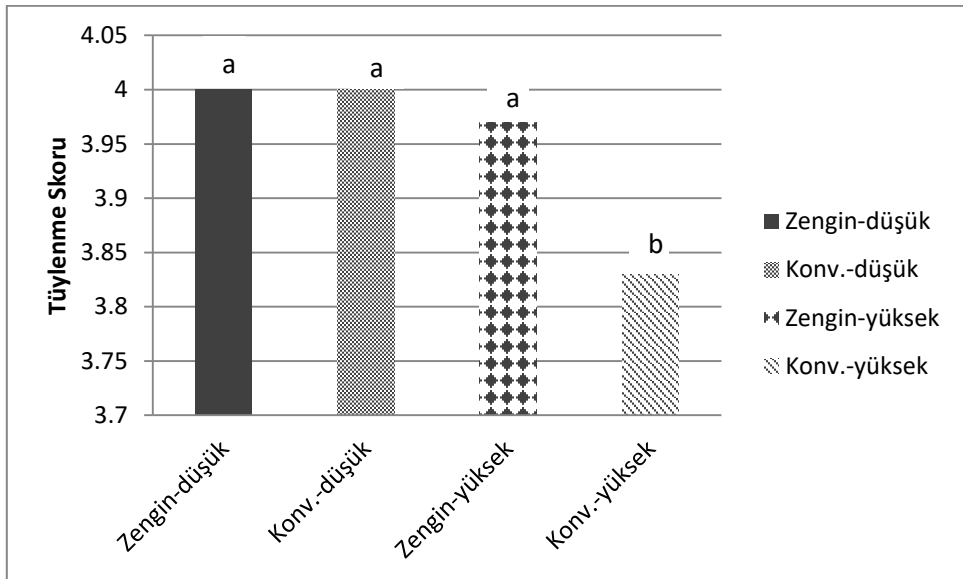 4.05
4
3.95
3.9
3.85
3.8
3.75
3.7
Tüylenme Skoru
a
a
a
b
Zengin-düşük
Konv.-düşük
Zengin-yüksek
Konv.-yüksek
Zengin-düşük
Konv.-düşük
Zengin-yüksek
Konv.-yüksek